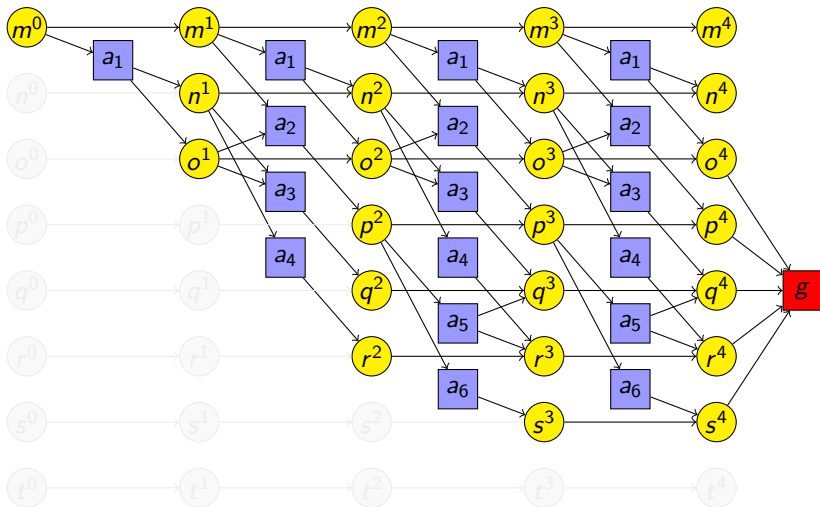 m⁰ m¹ m² m³ m⁴
a₁ a₁ a₁ a₁
n⁰ n¹ n² n³ n⁴
a₂ a₂ a₂
o⁰ o¹ o² o³ o⁴
a₃ a₃ a₃
p⁰ p¹ p² p³ p⁴
a₄ a₄ a₄
q⁰ q¹ q² q³ q⁴ g
a₅ a₅
r⁰ r¹ r² r³ r⁴
a₆ a₆
s⁰ s¹ s² s³ s⁴
t⁰ t¹ t² t³ t⁴